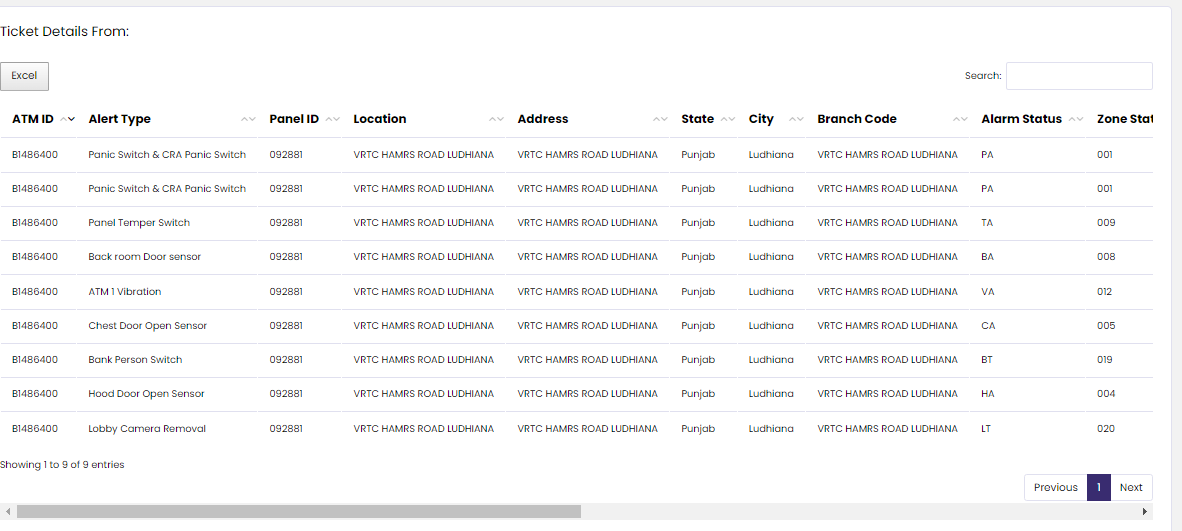 Ticket Details From:
Excel
Search:
ATM ID Alert Type Panel ID Location Address State City Branch Code Alarm Status Zone Stat
B1486400 Panic Switch & CRA Panic Switch 092881 VRTC HAMRS ROAD LUDHIANA VRTC HAMRS ROAD LUDHIANA Punjab Ludhiana VRTC HAMRS ROAD LUDHIANA PA 001
B1486400 Panic Switch & CRA Panic Switch 092881 VRTC HAMRS ROAD LUDHIANA VRTC HAMRS ROAD LUDHIANA Punjab Ludhiana VRTC HAMRS ROAD LUDHIANA PA 001
B1486400 Panel Temper Switch 092881 VRTC HAMRS ROAD LUDHIANA VRTC HAMRS ROAD LUDHIANA Punjab Ludhiana VRTC HAMRS ROAD LUDHIANA TA 009
B1486400 Back room Door sensor 092881 VRTC HAMRS ROAD LUDHIANA VRTC HAMRS ROAD LUDHIANA Punjab Ludhiana VRTC HAMRS ROAD LUDHIANA BA 008
B1486400 ATM 1 Vibration 092881 VRTC HAMRS ROAD LUDHIANA VRTC HAMRS ROAD LUDHIANA Punjab Ludhiana VRTC HAMRS ROAD LUDHIANA VA 012
B1486400 Chest Door Open Sensor 092881 VRTC HAMRS ROAD LUDHIANA VRTC HAMRS ROAD LUDHIANA Punjab Ludhiana VRTC HAMRS ROAD LUDHIANA CA 005
B1486400 Bank Person Switch 092881 VRTC HAMRS ROAD LUDHIANA VRTC HAMRS ROAD LUDHIANA Punjab Ludhiana VRTC HAMRS ROAD LUDHIANA BT 019
B1486400 Hood Door Open Sensor 092881 VRTC HAMRS ROAD LUDHIANA VRTC HAMRS ROAD LUDHIANA Punjab Ludhiana VRTC HAMRS ROAD LUDHIANA HA 004
B1486400 Lobby Camera Removal 092881 VRTC HAMRS ROAD LUDHIANA VRTC HAMRS ROAD LUDHIANA Punjab Ludhiana VRTC HAMRS ROAD LUDHIANA LT 020
Showing 1 to 9 of 9 entries
Previous 1 Next